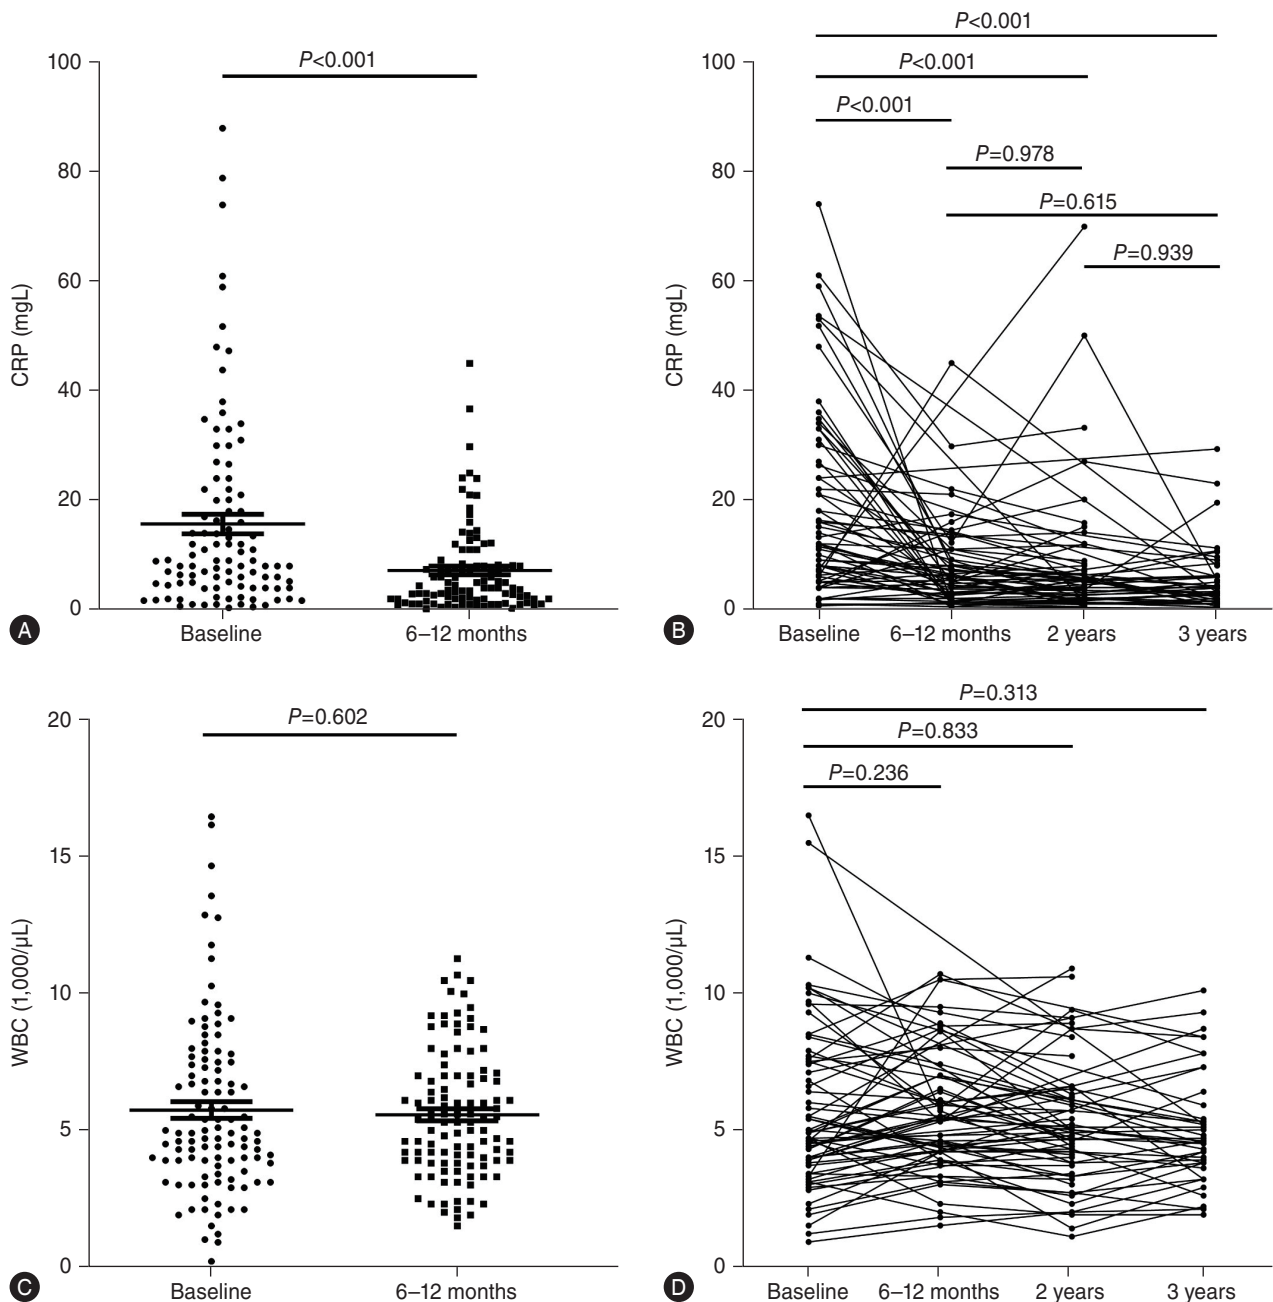 P<0.001
100
80
60
40
20
0
CRP (mgL)
Baseline
6–12 months
A
P<0.001
P<0.001
P<0.001
P=0.978
P=0.615
P=0.939
100
80
60
40
20
0
CRP (mgL)
Baseline
6–12 months
2 years
3 years
B
P=0.602
20
15
10
5
0
WBC (1,000/μL)
Baseline
6–12 months
C
P=0.313
P=0.833
P=0.236
20
15
10
5
0
WBC (1,000/μL)
Baseline
6–12 months
2 years
3 years
D